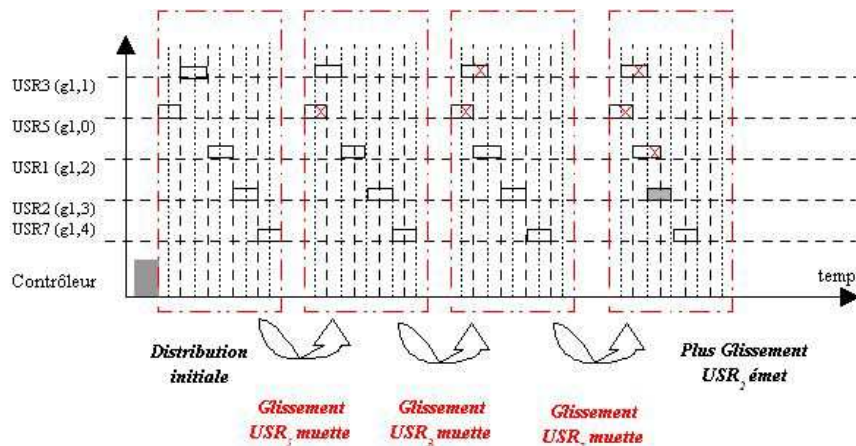 USR3 (g1,1)
USR5 (g1,0)
USR1 (g1,2)
USR2 (g1,3)
USR7 (g1,4)
Contrôleur
temp
Distribution
initiale
Plus Glissement
USR₂ émet
Glissement
muette
Glissement
muette
Glissement
muette